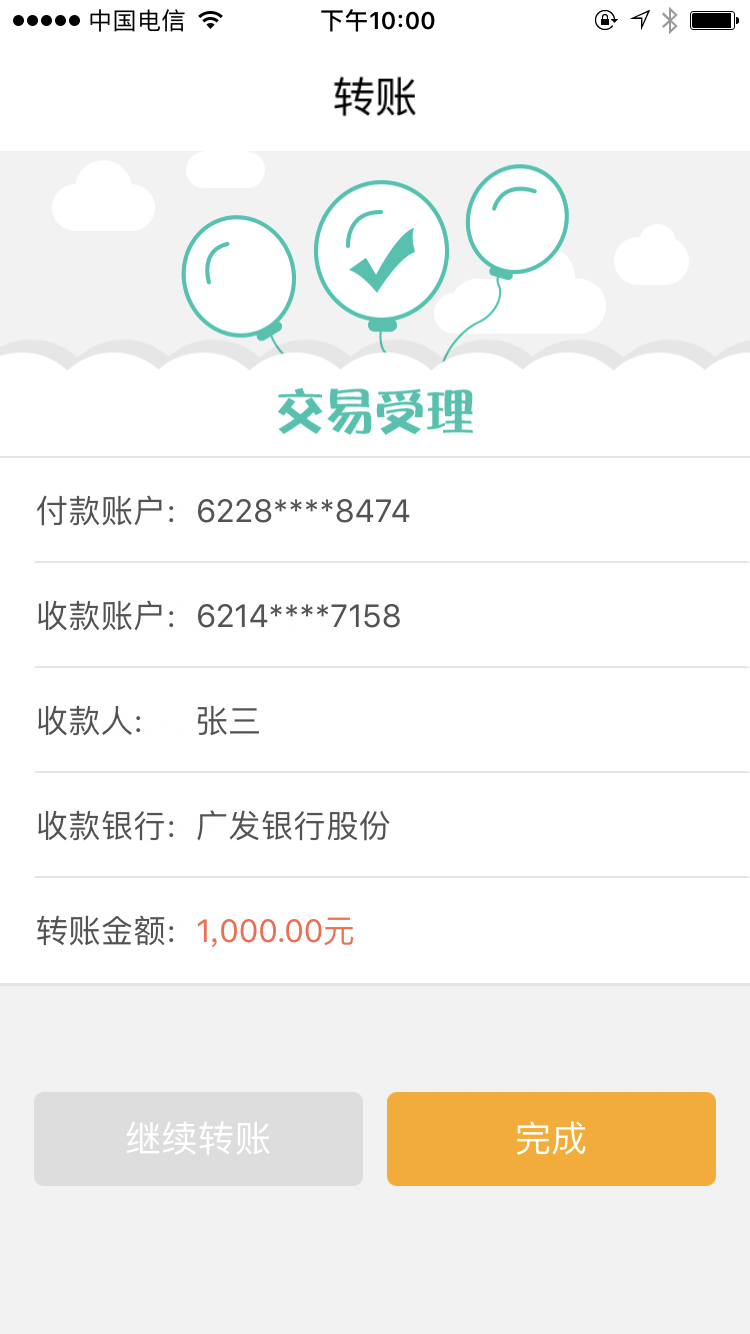 中国电信 下午10:00
转账
交易受理
付款账户: 6228****8474
收款账户: 6214****7158
收款人: 张三
收款银行: 广发银行股份
转账金额: 1,000.00元
继续转账 完成